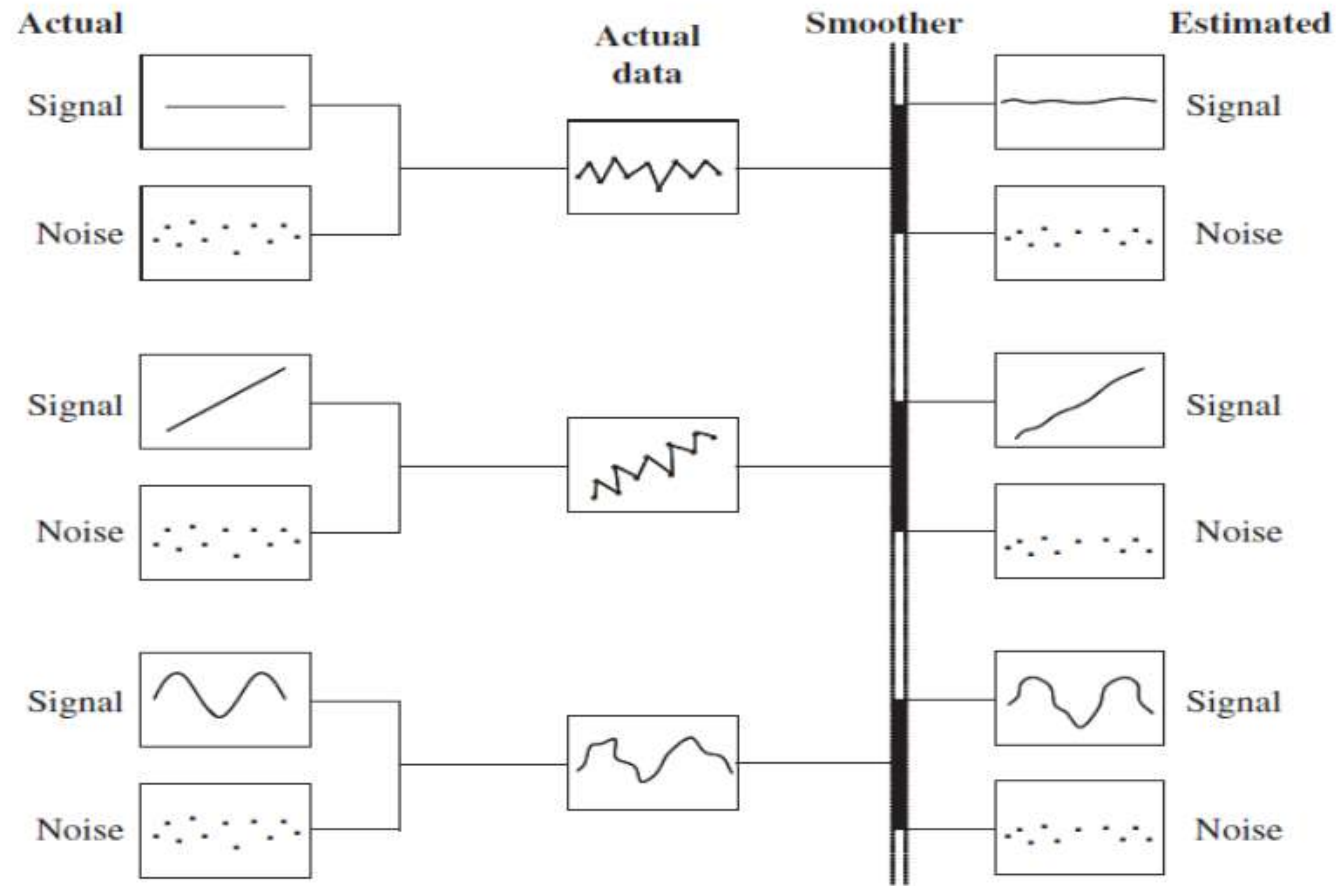 Actual
Actual
data
Smoother
Estimated
Signal
Signal
Noise
Noise
Signal
Signal
Noise
Noise
Signal
Signal
Noise
Noise